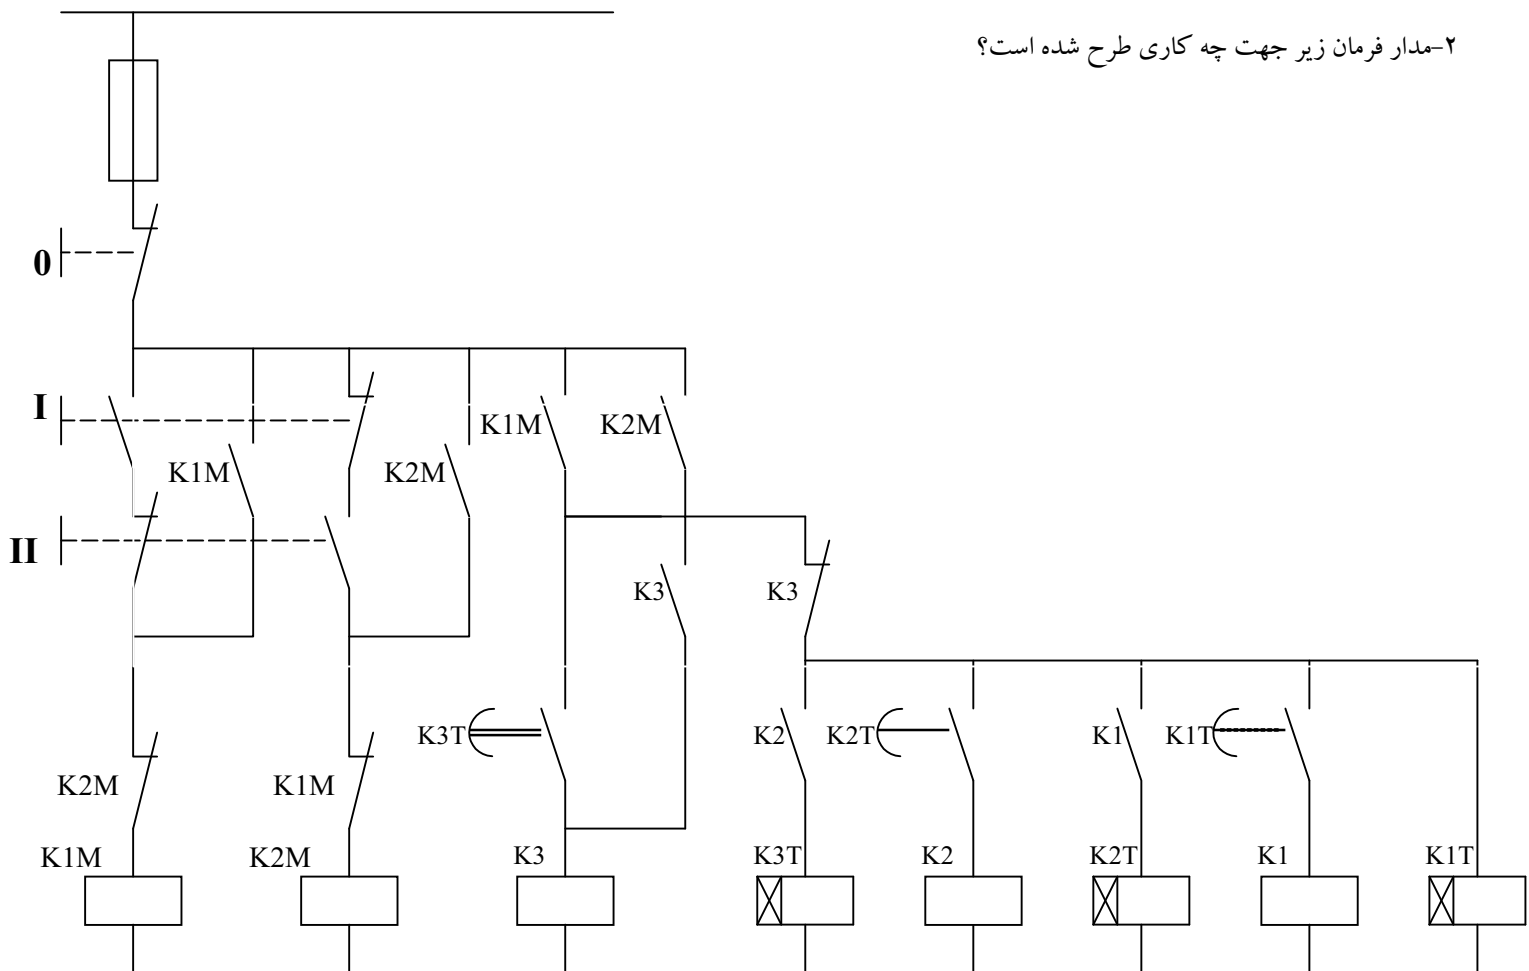 ۲-مدار فرمان زیر جهت چه کاری طرح شده است؟
0
I
K1M K2M
K1M K2M
II
K3 K3
K3T K2 K2T K1 K1T
K2M K1M
K1M K2M K3 K3T K2 K2T K1 K1T